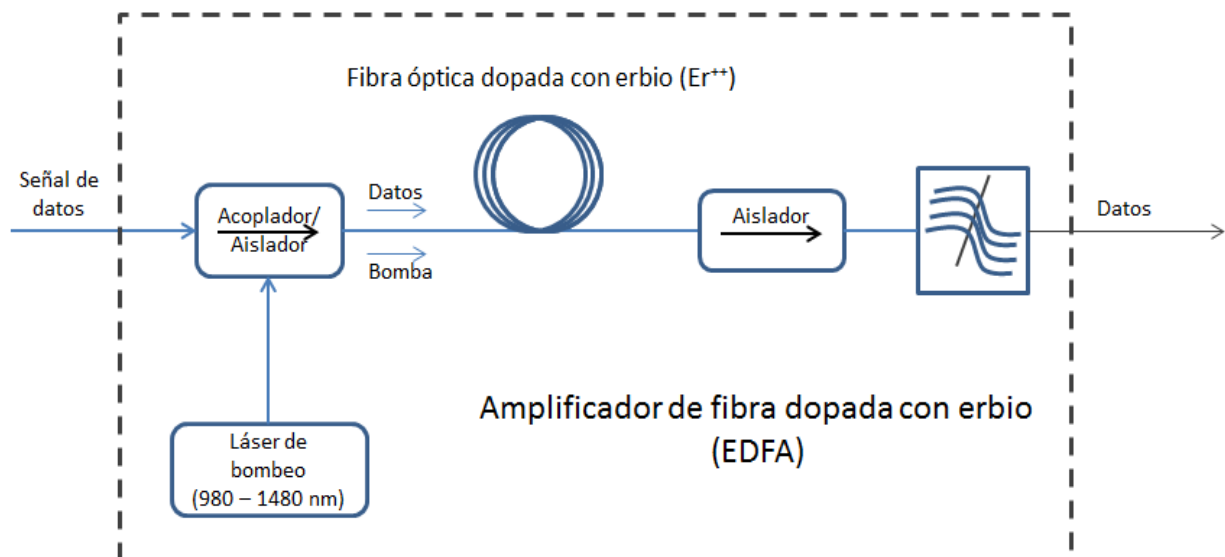 Fibra óptica dopada con erbio (Er⁺⁺)
Señal de
datos
Acoplador/
Aislador
Datos
Bomba
Aislador
Datos
Láser de
bombeo
(980 – 1480 nm)
Amplificador de fibra dopada con erbio
(EDFA)